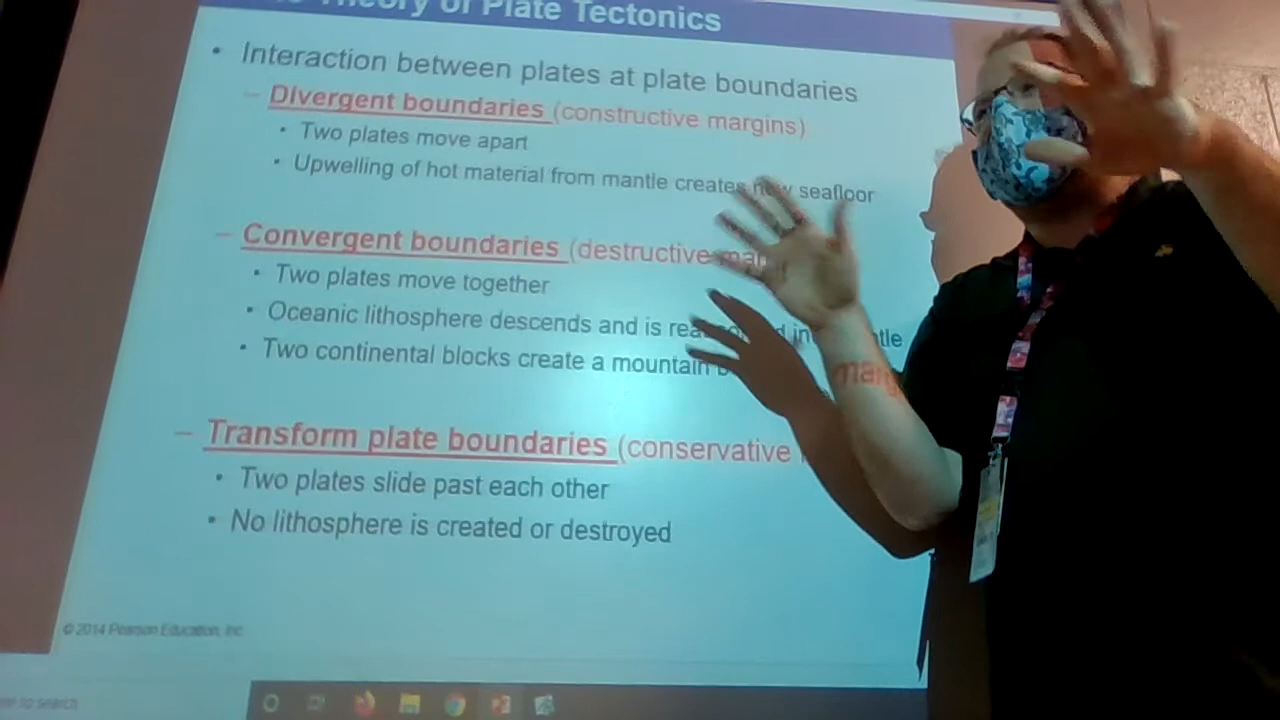 Theory of Plate Tectonics
• Interaction between plates at plate boundaries
– Divergent boundaries (constructive margins)
• Two plates move apart
• Upwelling of hot material from mantle creates new seafloor
– Convergent boundaries (destructive
• Two plates move together
• Oceanic lithosphere descends and is
• Two continental blocks create a mountain
– Transform plate boundaries (conservative
• Two plates slide past each other
• No lithosphere is created or destroyed
© 2014 Pearson Education, Inc.
to search